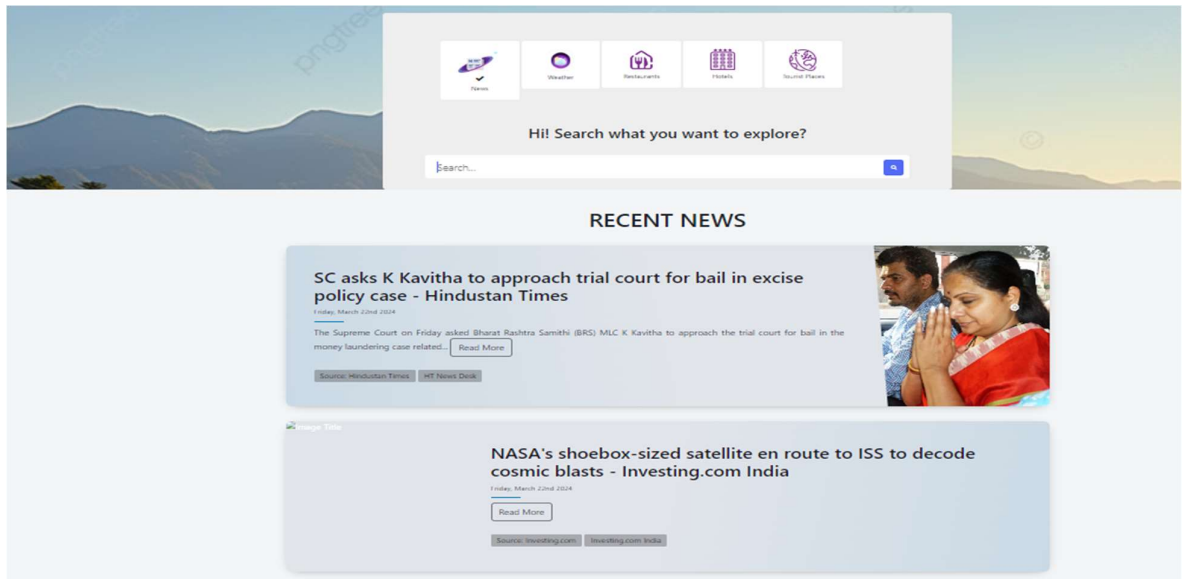 pngtree
News
Weather
Restaurants
Hotels
Tourist Places
Hi! Search what you want to explore?
Search...
RECENT NEWS
SC asks K Kavitha to approach trial court for bail in excise
policy case - Hindustan Times
Friday, March 22nd 2024
The Supreme Court on Friday asked Bharat Rashtra Samithi (BRS) MLC K Kavitha to approach the trial court for bail in the
money laundering case related... Read More
Source: Hindustan Times HT News Desk
Image Title
NASA's shoebox-sized satellite en route to ISS to decode
cosmic blasts - Investing.com India
Friday, March 22nd 2024
Read More
Source: Investing.com Investing.com India